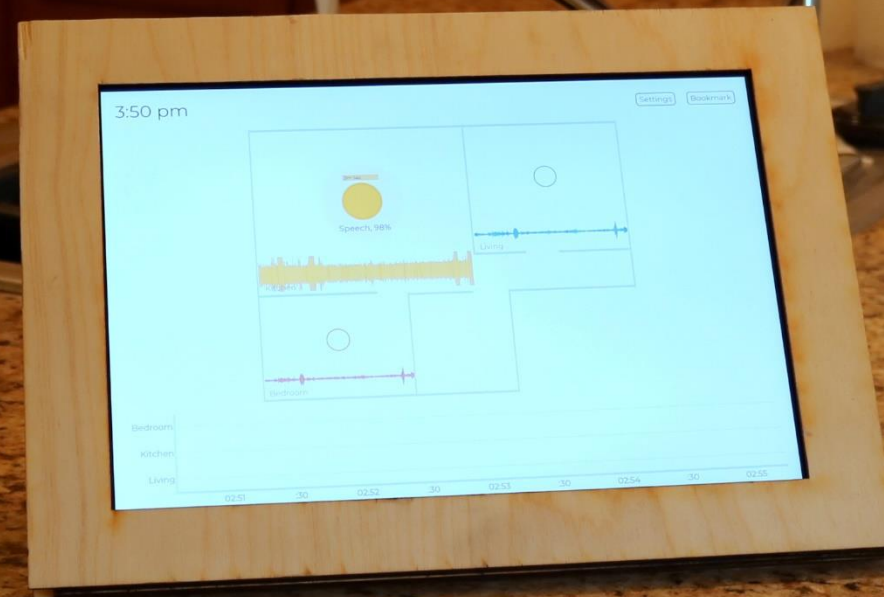 3:50 pm
Settings
Bookmark
Speech, 98%
Living...
Bedroom
Bedroom
Kitchen
Living
02:51 :30 02:52 :30 02:53 :30 02:54 :30 02:55